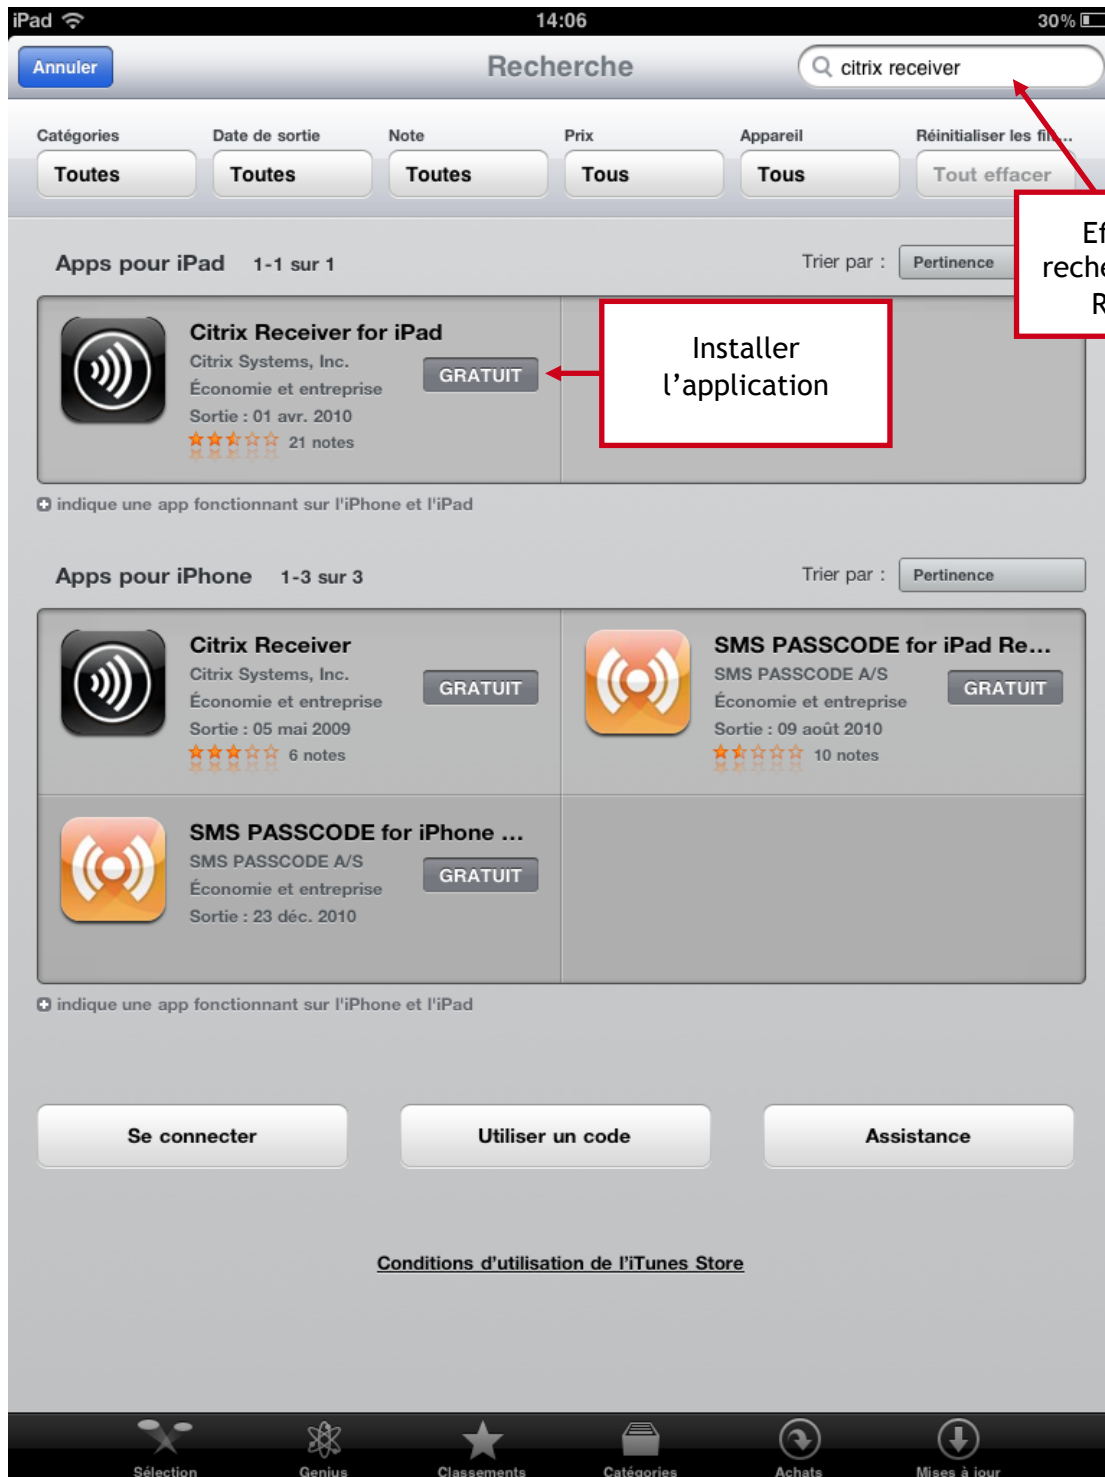 iPad 14:06 30%
Annuler Recherche citrix receiver
Catégories Date de sortie Note Prix Appareil Réinitialiser les
Toutes Toutes Toutes Tous Tous Tout effacer
Apps pour iPad 1-1 sur 1 Trier par : Pertinence
Citrix Receiver for iPad
Citrix Systems, Inc.
Économie et entreprise
Sortie : 01 avr. 2010
21 notes
GRATUIT
Installer
l’application
indique une app fonctionnant sur l'iPhone et l'iPad
Apps pour iPhone 1-3 sur 3 Trier par : Pertinence
Citrix Receiver
Citrix Systems, Inc.
Économie et entreprise
Sortie : 05 mai 2009
6 notes
GRATUIT
SMS PASSCODE for iPad Re...
SMS PASSCODE A/S
Économie et entreprise
Sortie : 09 août 2010
10 notes
GRATUIT
SMS PASSCODE for iPhone ...
SMS PASSCODE A/S
Économie et entreprise
Sortie : 23 déc. 2010
GRATUIT
indique une app fonctionnant sur l'iPhone et l'iPad
Se connecter Utiliser un code Assistance
Conditions d'utilisation de l'iTunes Store
Sélection Genius Classements Catégories Achats Mises à jour